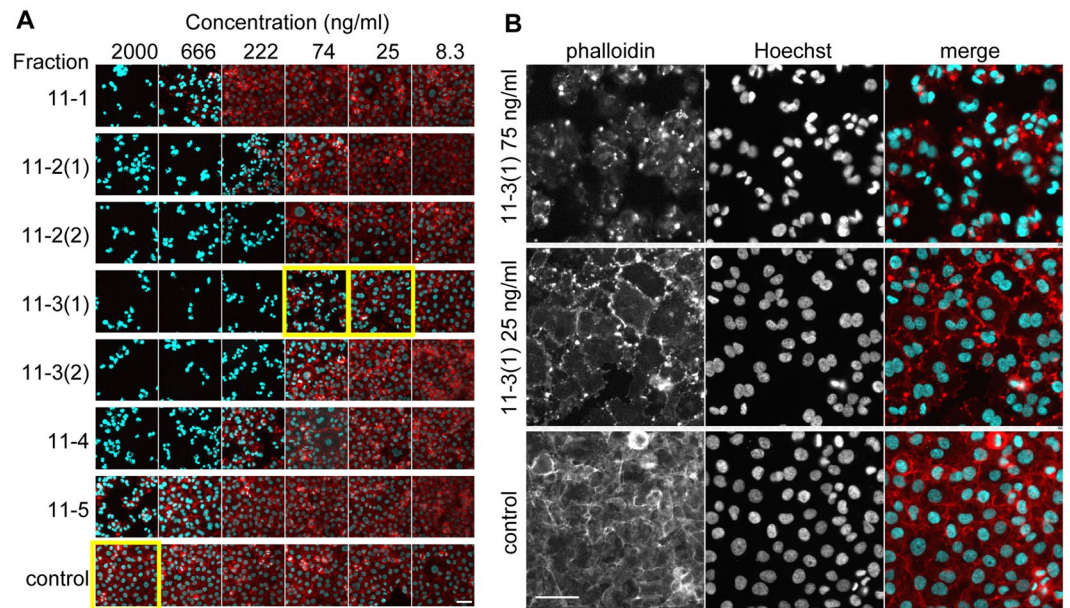 A
Concentration (ng/ml)
2000 666 222 74 25 8.3
Fraction
11-1
11-2(1)
11-2(2)
11-3(1)
11-3(2)
11-4
11-5
control
B
phalloidin Hoechst merge
11-3(1) 75 ng/ml
11-3(1) 25 ng/ml
control